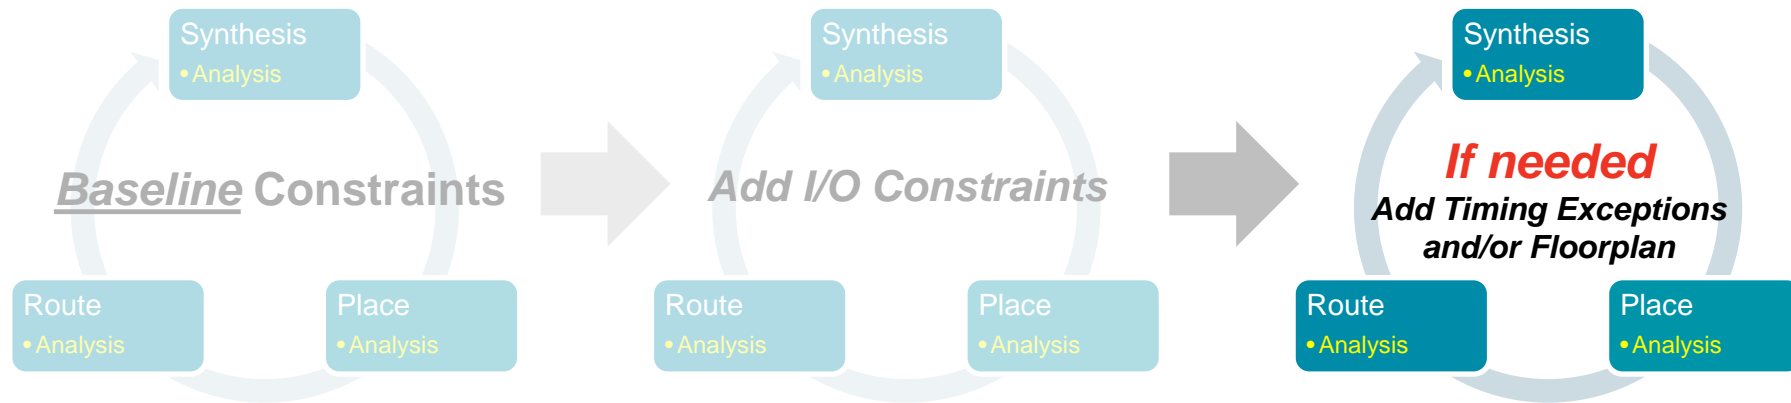 Synthesis
• Analysis
Baseline Constraints
Route
• Analysis
Place
• Analysis
Synthesis
• Analysis
Add I/O Constraints
Route
• Analysis
Place
• Analysis
Synthesis
• Analysis
If needed
Add Timing Exceptions
and/or Floorplan
Route
• Analysis
Place
• Analysis